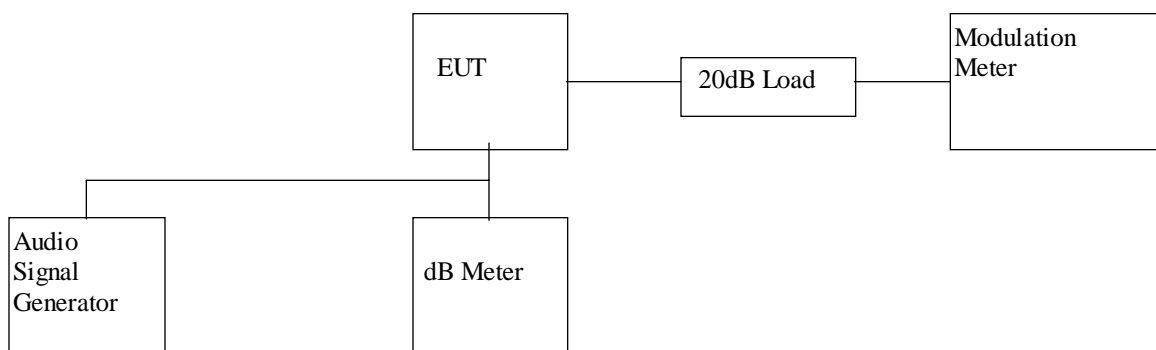 EUT
20dB Load
Modulation
Meter
Audio
Signal
Generator
dB Meter